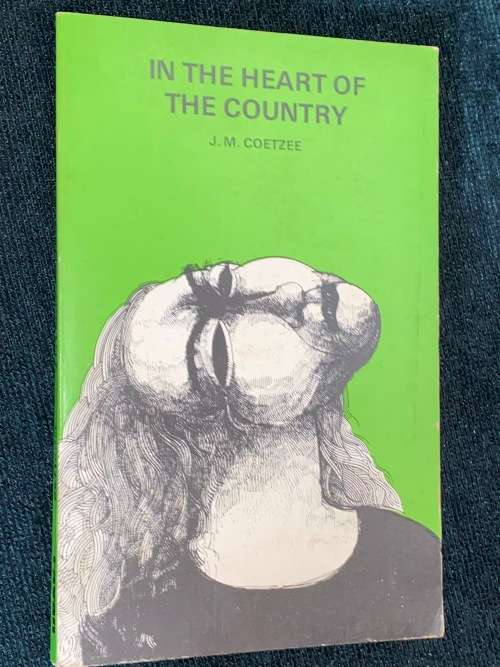 IN THE HEART OF
THE COUNTRY
J. M. COETZEE